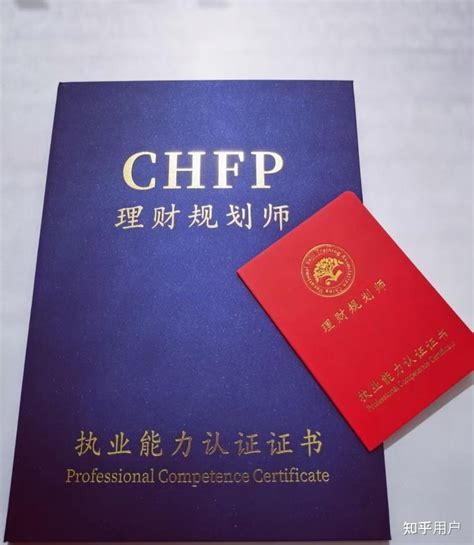 CHFP
理财规划师
执业能力认证证书
Professional Competence Certificate
理财规划师
执业能力认证证书
Professional Competence Certificate
知乎用户